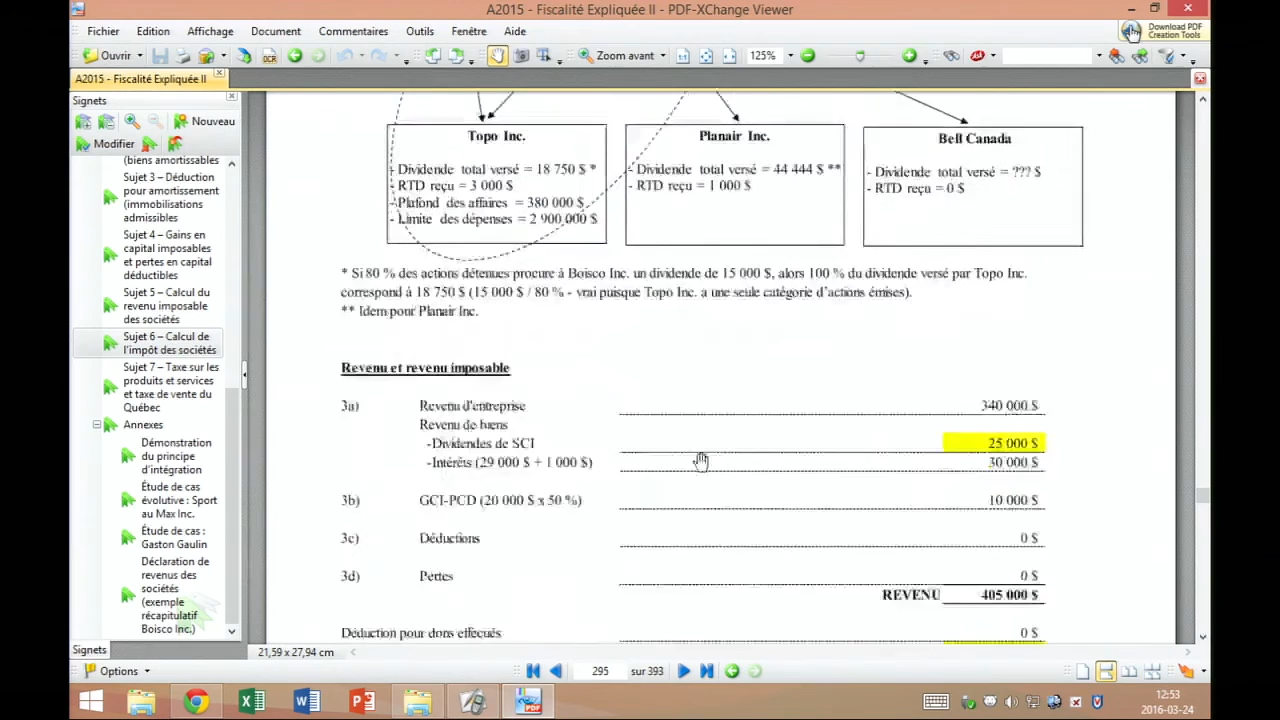 A2015 - Fiscalité Expliquée II - PDF-XChange Viewer
Fichier Edition Affichage Document Commentaires Outils Fenêtre Aide
Download PDF
Creation Tools
Ouvrir OCR Zoom avant 125%
A2015 - Fiscalité Expliquée II
Signets
Nouveau
Modifier
(biens amortissables
Sujet 3 – Déduction
pour amortissement
(immobilisations
admissibles
Sujet 4 – Gains en
capital imposables
et pertes en capital
déductibles
Sujet 5 – Calcul du
revenu imposable
des sociétés
Sujet 6 – Calcul de
l'impôt des sociétés
Sujet 7 – Taxe sur les
produits et services
et taxe de vente du
Québec
Annexes
Démonstration
du principe
d'intégration
Étude de cas
évolutive : Sport
au Max Inc.
Étude de cas :
Gaston Gaulin
Déclaration de
revenus des
sociétés
(exemple
récapitulatif
Boisco Inc.)
Signets
Options
Topo Inc.
- Dividende total versé = 18 750 $ *
- RTD reçu = 3 000 $
- Plafond des affaires = 380 000 $
- Limite des dépenses = 2 900 000 $
Planair Inc.
- Dividende total versé = 44 444 $ **
- RTD reçu = 1 000 $
Bell Canada
- Dividende total versé = ??? $
- RTD reçu = 0 $
* Si 80 % des actions détenues procure à Boisco Inc. un dividende de 15 000 $, alors 100 % du dividende versé par Topo Inc.
correspond à 18 750 $ (15 000 $ / 80 % - vrai puisque Topo Inc. a une seule catégorie d'actions émises).
** Idem pour Planair Inc.
Revenu et revenu imposable
3a) Revenu d'entreprise 340 000 $
Revenu de biens
-Dividendes de SCI 25 000 $
-Intérêts (29 000 $ + 1 000 $) 30 000 $
3b) GCI-PCD (20 000 $ x 50 %) 10 000 $
3c) Déductions 0 $
3d) Pertes 0 $
REVENU 405 000 $
Déduction pour dons effecués 0 $
21,59 x 27,94 cm
295 sur 393
12:53
2016-03-24